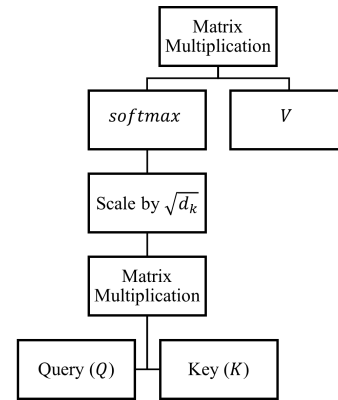 Matrix
Multiplication
softmax
V
Scale by √d_k
Matrix
Multiplication
Query (Q)
Key (K)